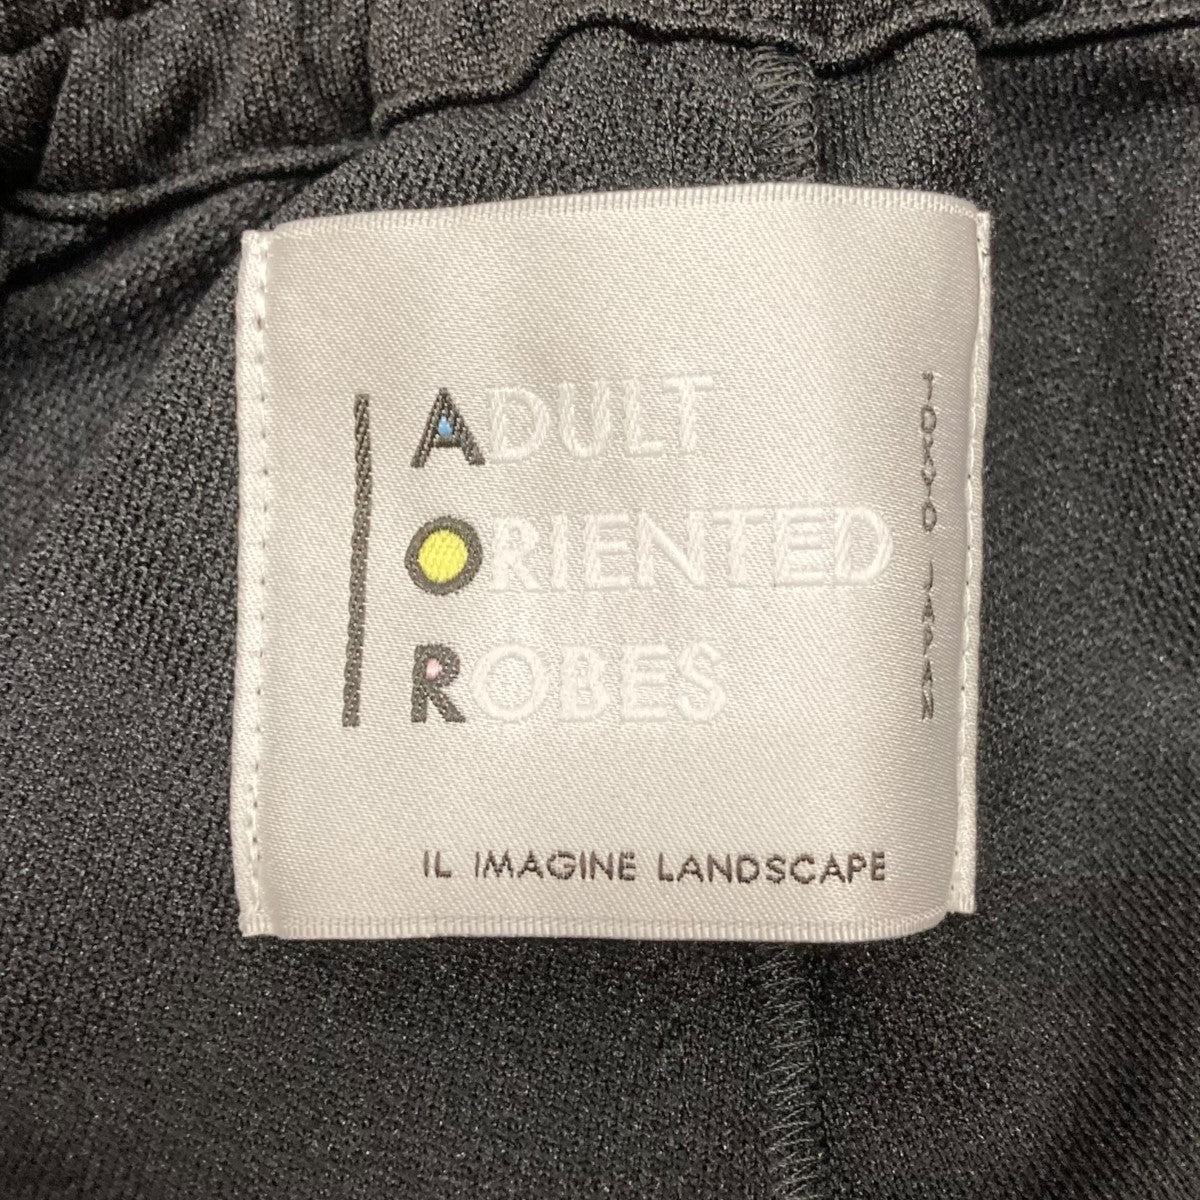 ADULT
ORIENTED
ROBES
TOKYO JAPAN
IL IMAGINE LANDSCAPE